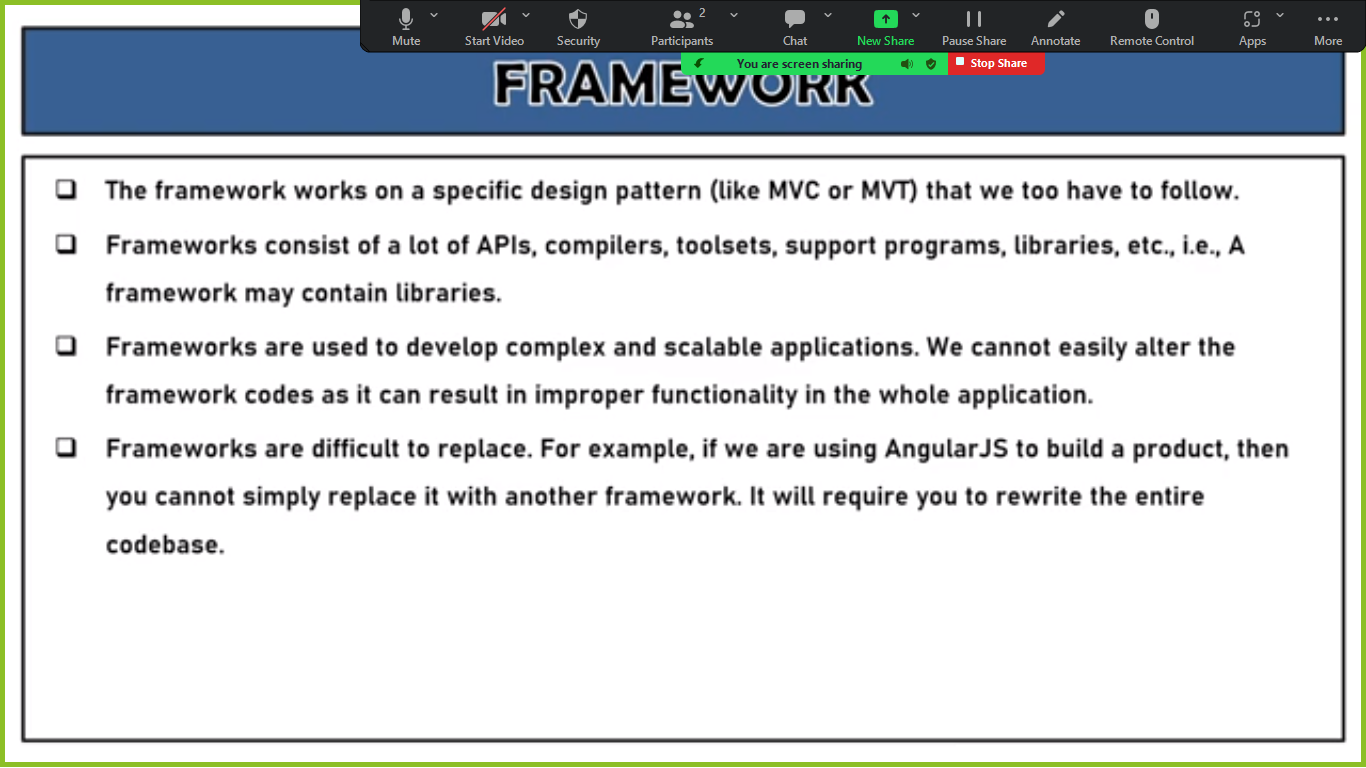 Mute
Start Video
Security
Participants
2
Chat
New Share
Pause Share
Annotate
Remote Control
Apps
More
You are screen sharing
Stop Share
FRAMEWORK
The framework works on a specific design pattern (like MVC or MVT) that we too have to follow.
Frameworks consist of a lot of APIs, compilers, toolsets, support programs, libraries, etc., i.e., A
framework may contain libraries.
Frameworks are used to develop complex and scalable applications. We cannot easily alter the
framework codes as it can result in improper functionality in the whole application.
Frameworks are difficult to replace. For example, if we are using AngularJS to build a product, then
you cannot simply replace it with another framework. It will require you to rewrite the entire
codebase.